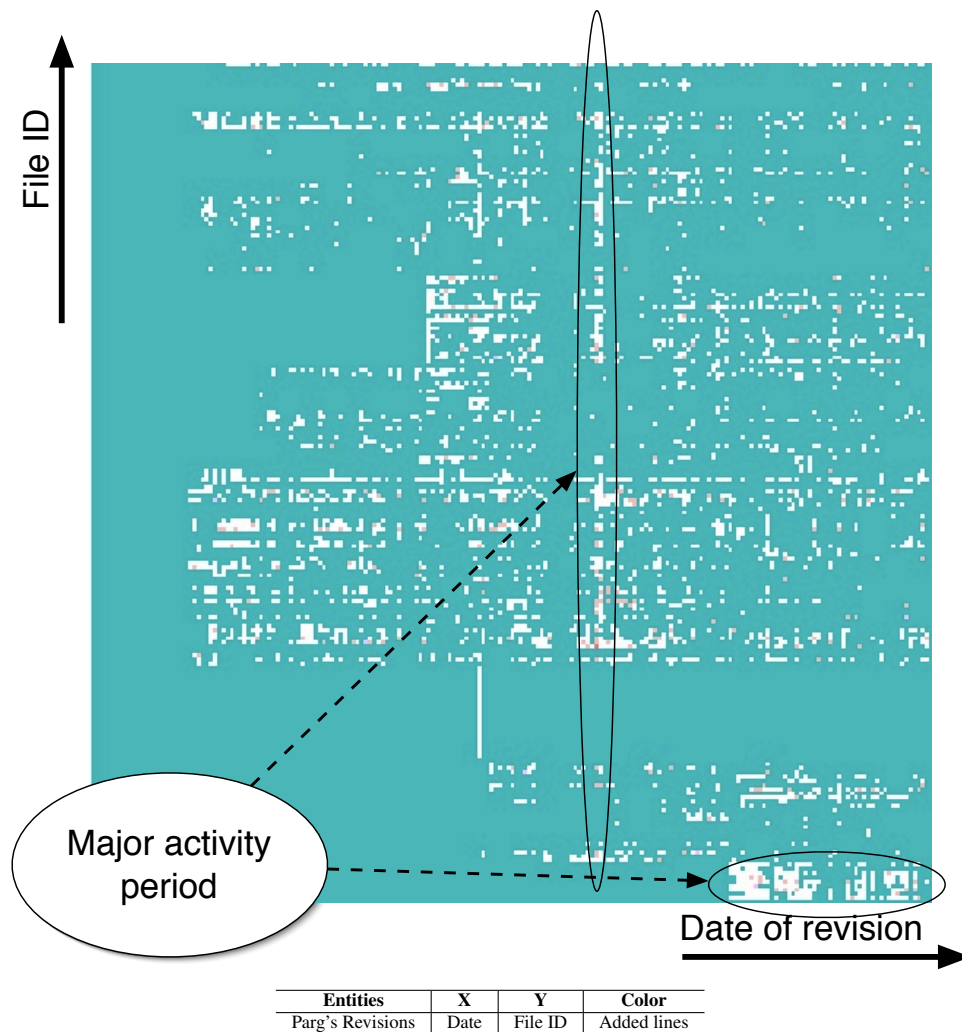 File ID
Major activity
period
Date of revision
Entities X Y Color
Parg's Revisions Date File ID Added lines